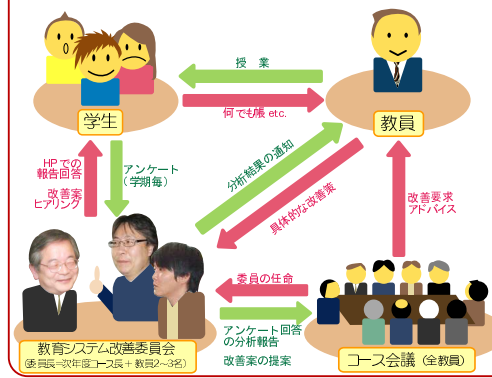 授 業
何でも帳 etc.
学生
教員
HPでの
報告回答
改善案
ヒアリング
アンケート
(学期毎)
分析結果の通知
具体的な改善策
改善要求
アドバイス
委員の任命
アンケート回答
の分析報告
改善案の提案
教育システム改善委員会
(委員長=次年度コース長+教員2~3名)
コース会議(全教員)